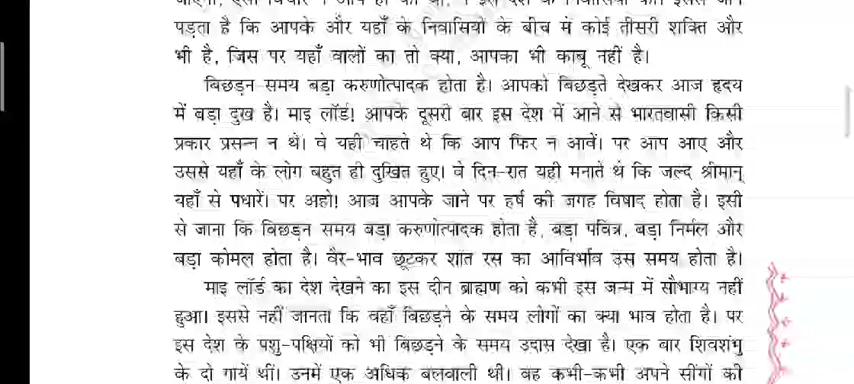 पड़ता है कि आपके और यहाँ के निवासियों के बीच में कोई तीसरी शक्ति और
भी है, जिस पर यहाँ वालों का तो क्या, आपका भी काबू नहीं है।
बिछड़न समय बड़ा करुणोत्पादक होता है। आपको बिछड़ते देखकर आज हृदय
में बड़ा दुख है। माइ लॉर्ड! आपके दूसरी बार इस देश में आने से भारतवासी किसी
प्रकार प्रसन्न न थे। वे यही चाहते थे कि आप फिर न आवें। पर आप आए और
उससे यहाँ के लोग बहुत ही दुखित हुए। वे दिन-रात यही मनाते थे कि जल्द श्रीमान्
यहाँ से पधारें। पर अहो! आज आपके जाने पर हर्ष की जगह विषाद होता है। इसी
से जाना कि बिछड़न समय बड़ा करुणोत्पादक होता है, बड़ा पवित्र, बड़ा निर्मल और
बड़ा कोमल होता है। वैर-भाव छूटकर शांत रस का आविर्भाव उस समय होता है।
माइ लॉर्ड का देश देखने का इस दीन ब्राह्मण को कभी इस जन्म में सौभाग्य नहीं
हुआ। इससे नहीं जानता कि वहाँ बिछड़ने के समय लोगों का क्या भाव होता है। पर
इस देश के पशु-पक्षियों को भी बिछड़ने के समय उदास देखा है। एक बार शिवशंभु
के दो गायें थीं। उनमें एक अधिक बलवाली थी। वह कभी-कभी अपने सींगों की